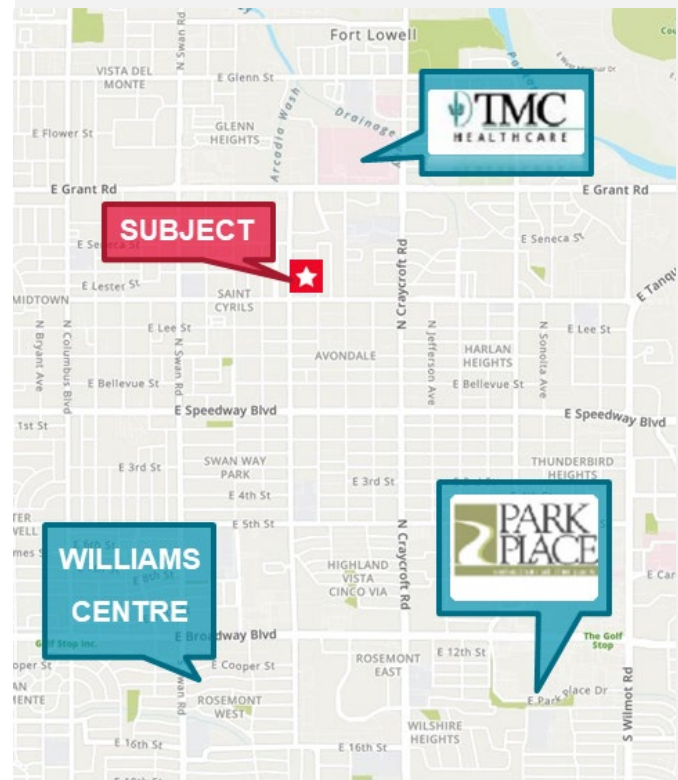 Fort Lowell
N Swan Rd
VISTA DEL
MONTE
E Glenn St
TMC
HEALTHCARE
Arcadia Wash
Drainage
E Flower St
GLENN
HEIGHTS
E Grant Rd
E Grant Rd
SUBJECT
E Seneca St
E Lester St
SAINT
CYRILS
MIDTOWN
N Craycroft Rd
E Lee St
E Lee St
N Bryant Ave
N Columbus Blvd
N Swan Rd
AVONDALE
N Jefferson Ave
HARLAN
HEIGHTS
N Sonoita Ave
E Bellevue St
E Bellevue St
E Speedway Blvd
E Speedway Blvd
1st St
E 3rd St
SWAN WAY
PARK
E 3rd St
THUNDERBIRD
HEIGHTS
E 4th St
E 5th St
PARK
PLACE
WILLIAMS
CENTRE
HIGHLAND
VISTA
CINCO VIA
N Craycroft Rd
E Broadway Blvd
The Golf
Stop
E Cooper St
ROSEMONT
EAST
E 12th St
ROSEMONT
WEST
WILSHIRE
HEIGHTS
S Wilmot Rd
E 16th St
E 16th St